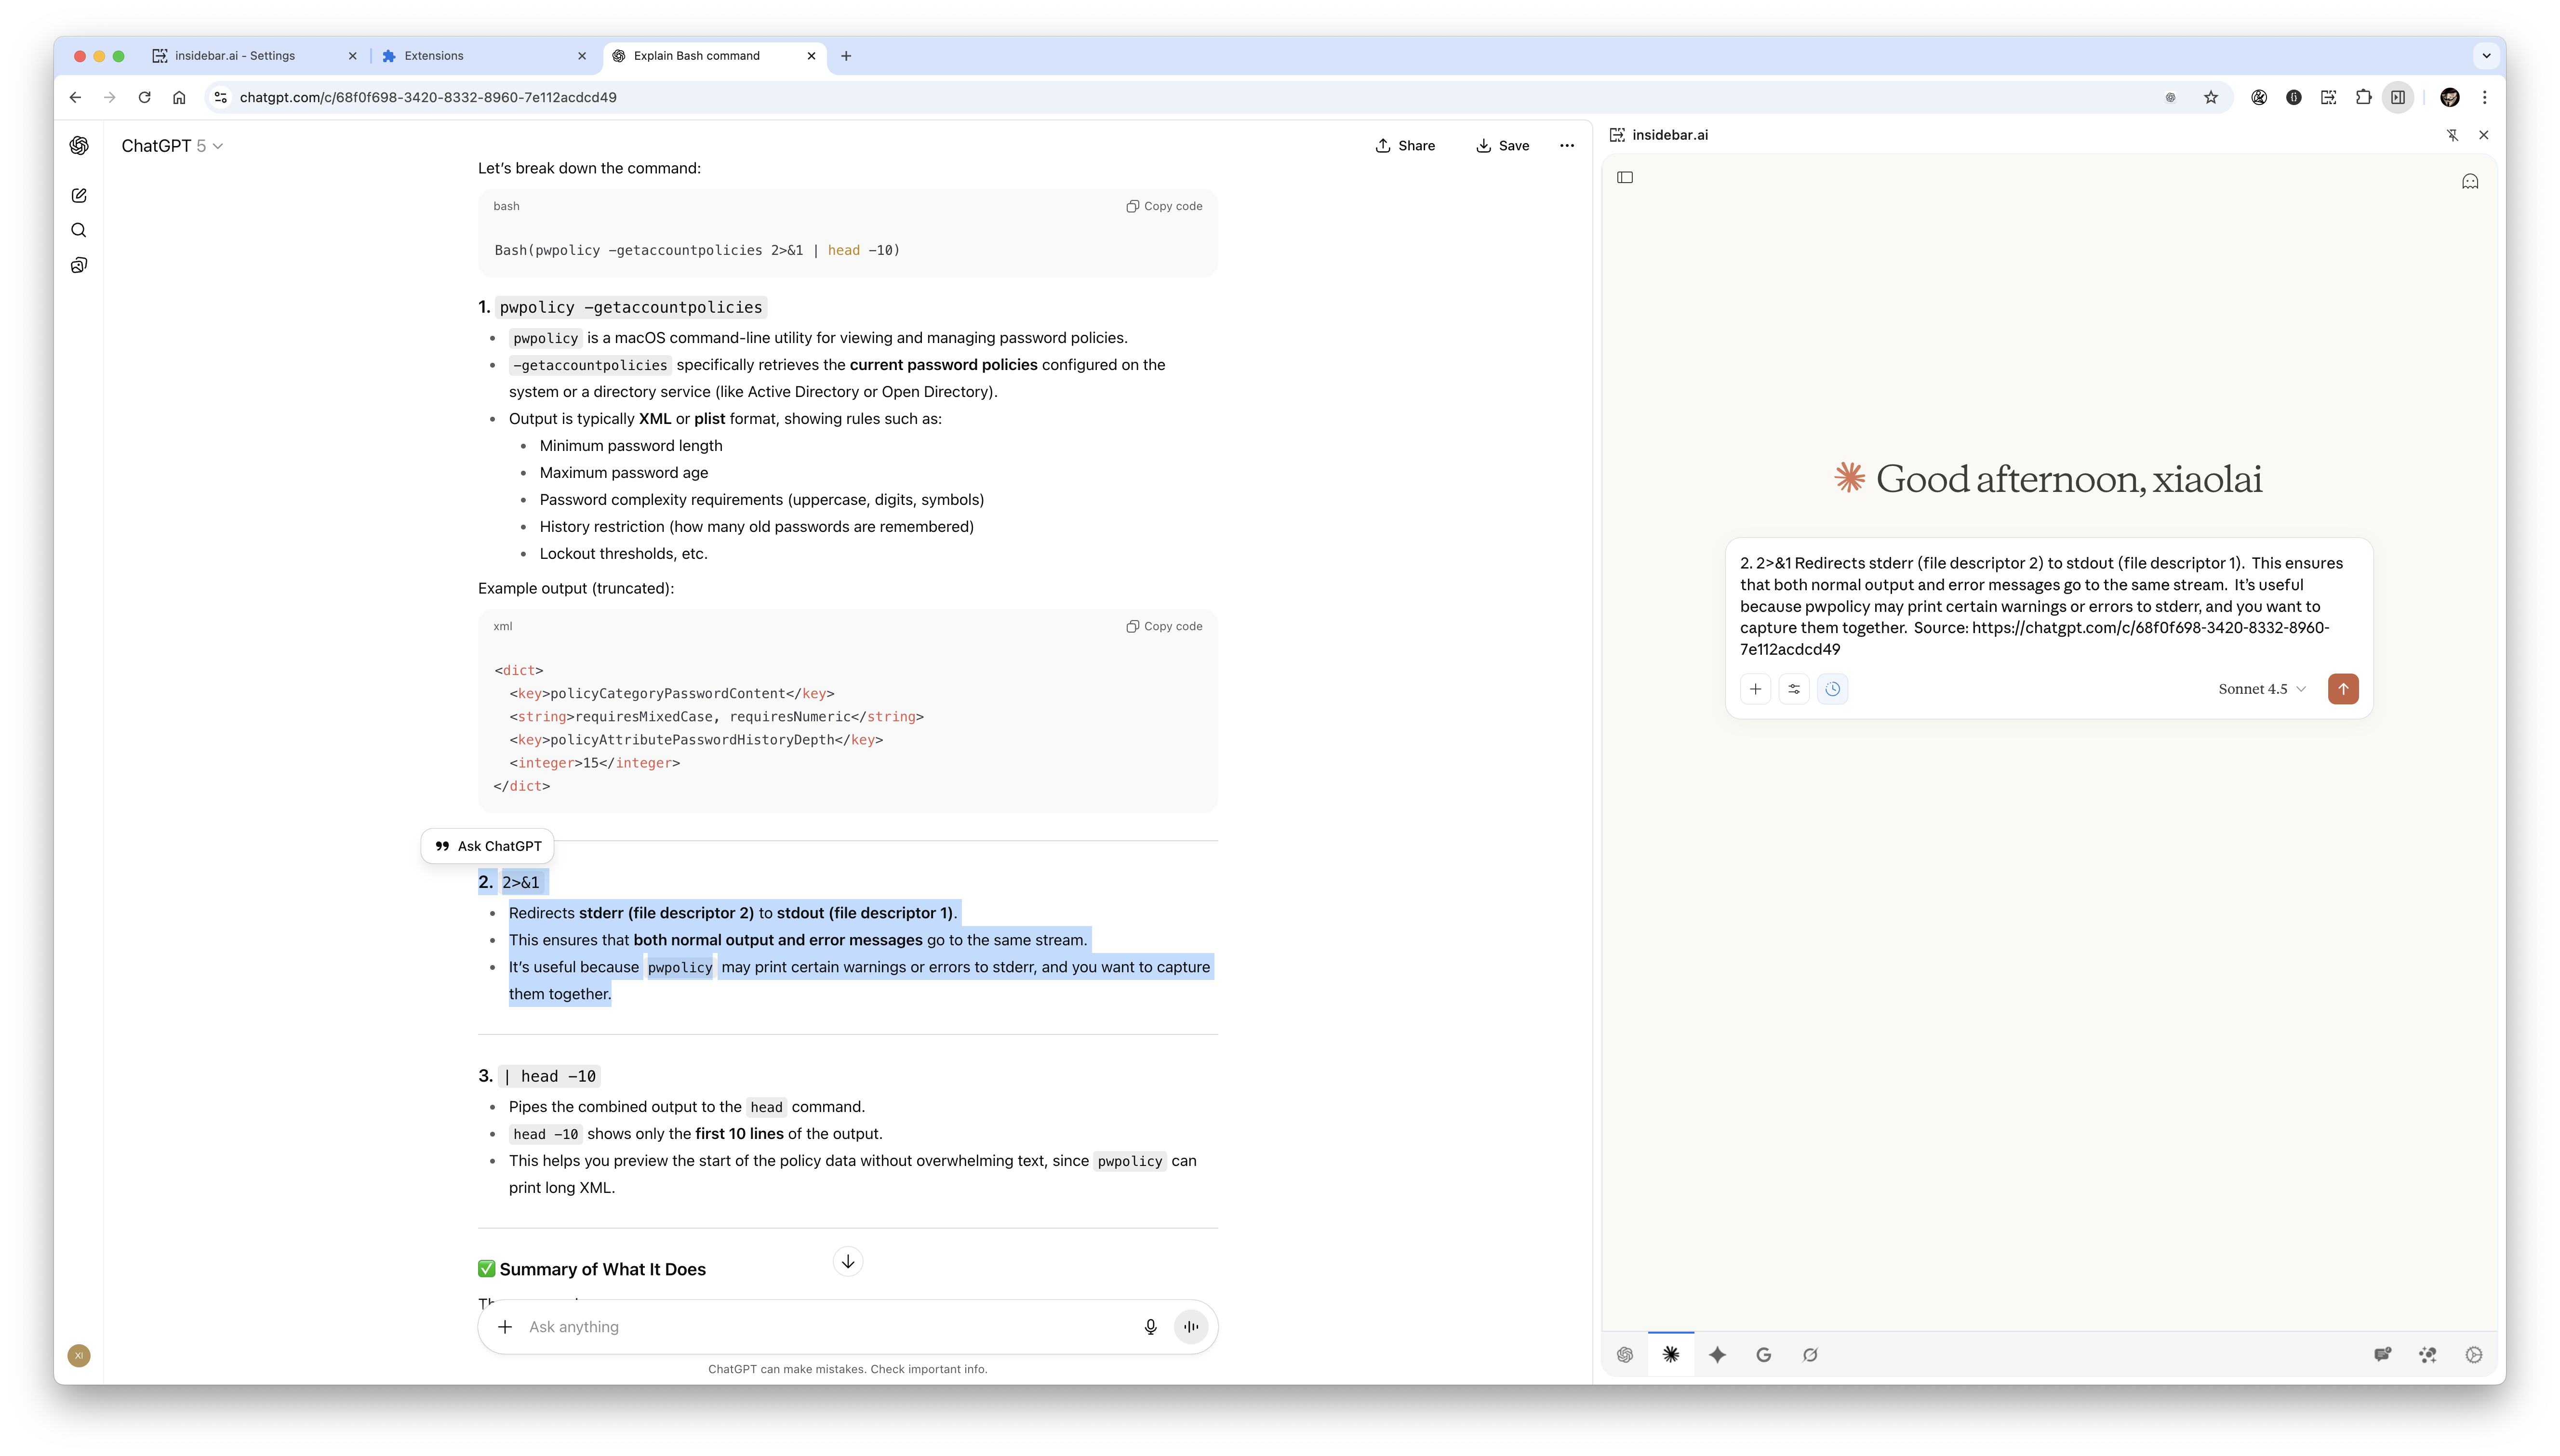 insidebar.ai - Settings
Extensions
Explain Bash command
chatgpt.com/c/68f0f698-3420-8332-8960-7e112acdcd49
ChatGPT 5
Share
Save
Let’s break down the command:
bash
Copy code
Bash(pwpolicy -getaccountpolicies 2>&1 | head -10)
1. pwpolicy -getaccountpolicies
• pwpolicy is a macOS command-line utility for viewing and managing password policies.
• -getaccountpolicies specifically retrieves the current password policies configured on the
system or a directory service (like Active Directory or Open Directory).
• Output is typically XML or plist format, showing rules such as:
• Minimum password length
• Maximum password age
• Password complexity requirements (uppercase, digits, symbols)
• History restriction (how many old passwords are remembered)
• Lockout thresholds, etc.
Example output (truncated):
xml
Copy code
<dict>
<key>policyCategoryPasswordContent</key>
<string>requiresMixedCase, requiresNumeric</string>
<key>policyAttributePasswordHistoryDepth</key>
<integer>15</integer>
</dict>
Ask ChatGPT
2. 2>&1
• Redirects stderr (file descriptor 2) to stdout (file descriptor 1).
• This ensures that both normal output and error messages go to the same stream.
• It’s useful because pwpolicy may print certain warnings or errors to stderr, and you want to capture
them together.
3. | head -10
• Pipes the combined output to the head command.
• head -10 shows only the first 10 lines of the output.
• This helps you preview the start of the policy data without overwhelming text, since pwpolicy can
print long XML.
✅ Summary of What It Does
Ask anything
ChatGPT can make mistakes. Check important info.
XI
insidebar.ai
Good afternoon, xiaolai
2. 2>&1 Redirects stderr (file descriptor 2) to stdout (file descriptor 1). This ensures
that both normal output and error messages go to the same stream. It’s useful
because pwpolicy may print certain warnings or errors to stderr, and you want to
capture them together. Source: https://chatgpt.com/c/68f0f698-3420-8332-8960-
7e112acdcd49
Sonnet 4.5